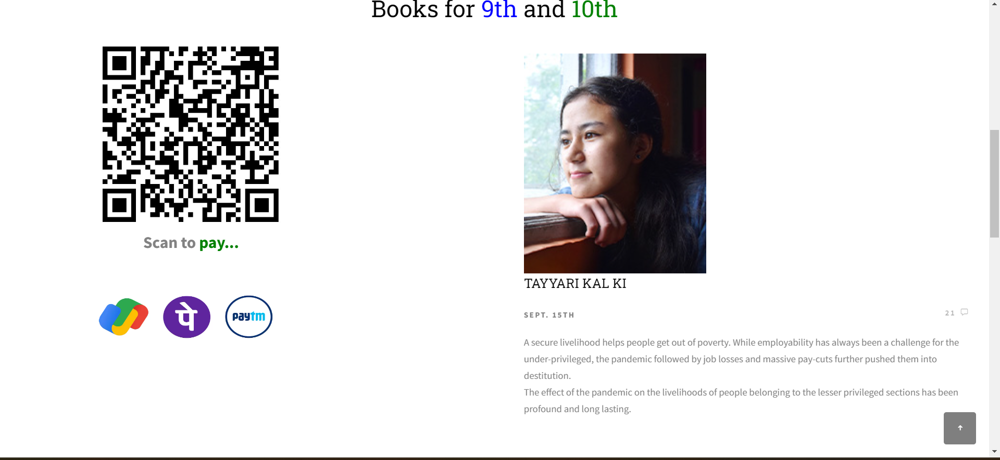 Books for 9th and 10th
Scan to pay...
पे
paytm
TAYYARI KAL KI
SEPT. 15TH
21
A secure livelihood helps people get out of poverty. While employability has always been a challenge for the
under-privileged, the pandemic followed by job losses and massive pay-cuts further pushed them into
destitution.
The effect of the pandemic on the livelihoods of people belonging to the lesser privileged sections has been
profound and long lasting.